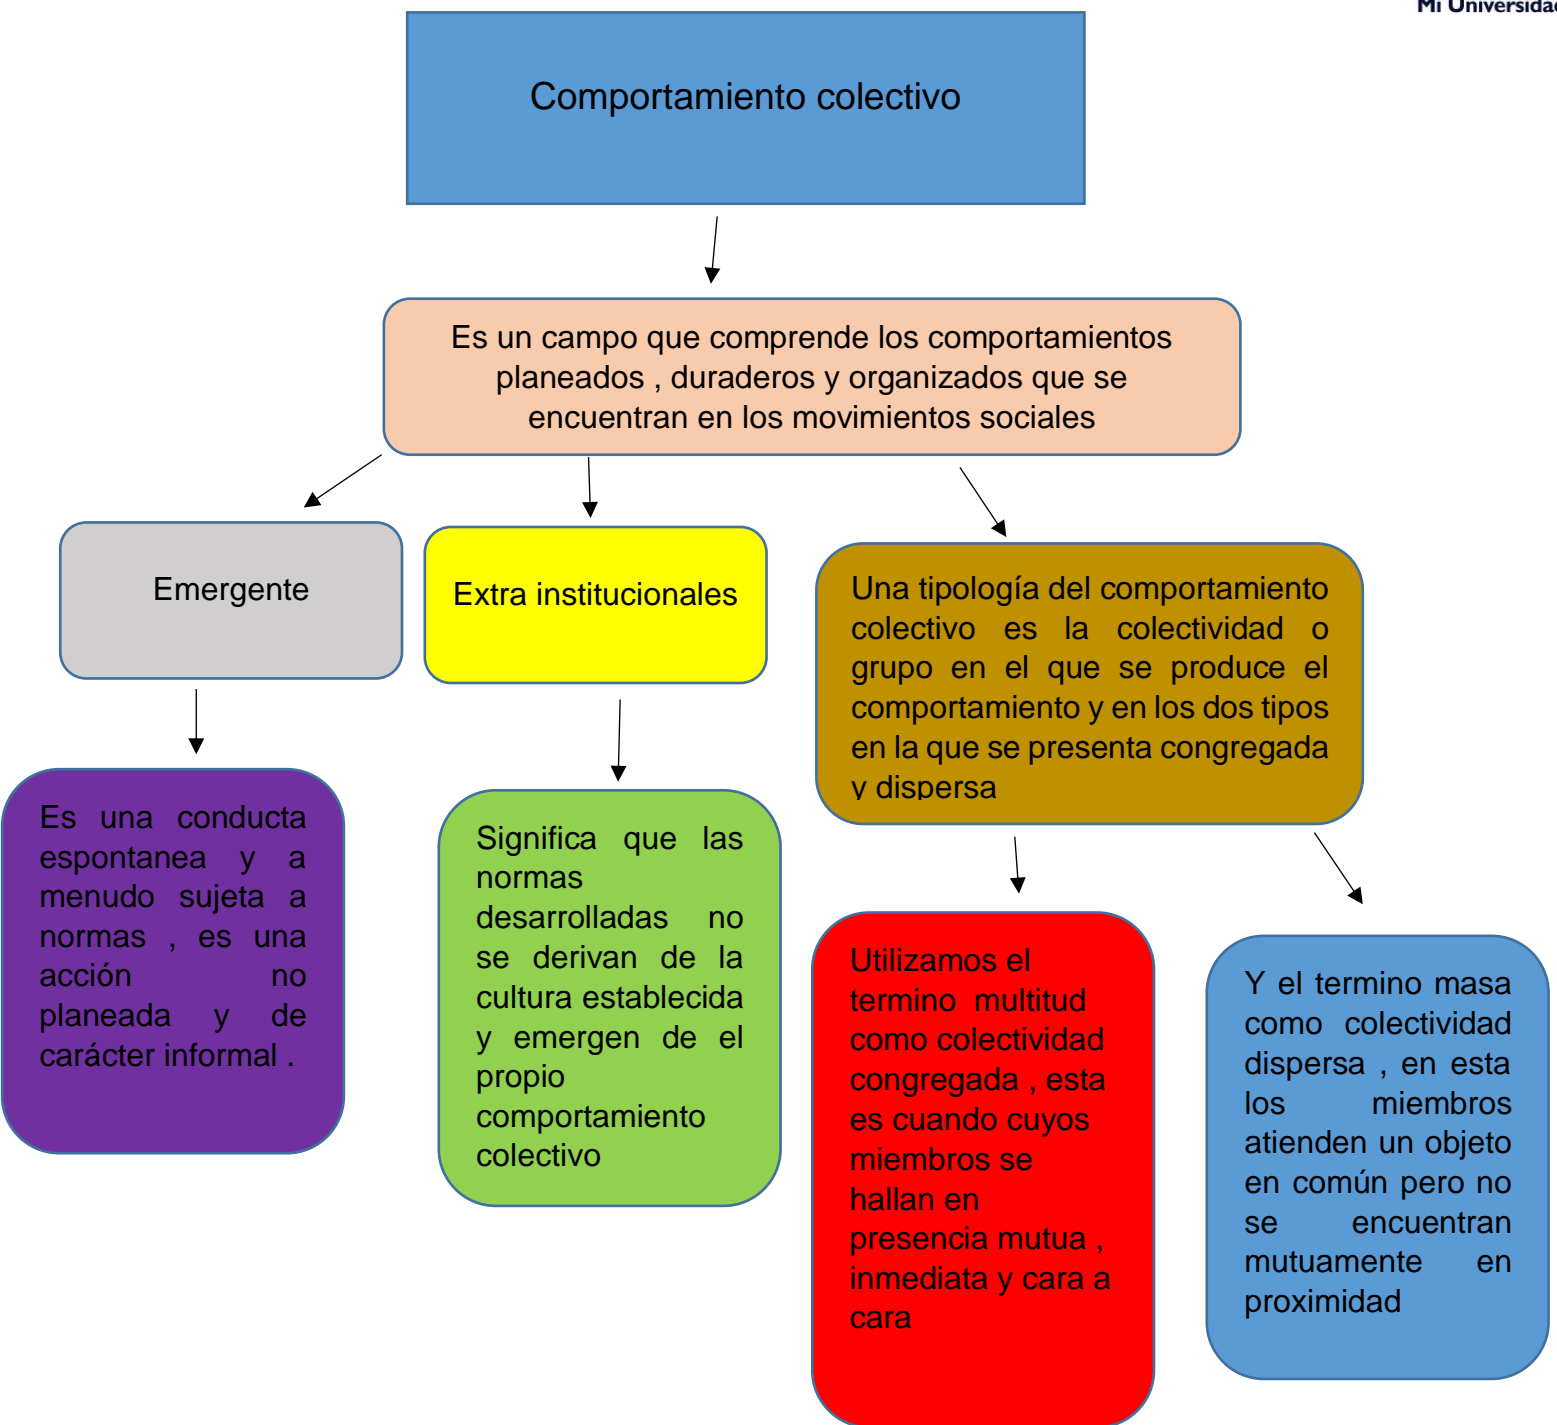 Mi Universidad
Comportamiento colectivo
Es un campo que comprende los comportamientos
planeados , duraderos y organizados que se
encuentran en los movimientos sociales
Emergente
Extra institucionales
Una tipología del comportamiento
colectivo es la colectividad o
grupo en el que se produce el
comportamiento y en los dos tipos
en la que se presenta congregada
y dispersa
Es una conducta
espontanea y a
menudo sujeta a
normas , es una
acción no
planeada y de
carácter informal .
Significa que las
normas
desarrolladas no
se derivan de la
cultura establecida
y emergen de el
propio
comportamiento
colectivo
Utilizamos el
termino multitud
como colectividad
congregada , esta
es cuando cuyos
miembros se
hallan en
presencia mutua ,
inmediata y cara a
cara
Y el termino masa
como colectividad
dispersa , en esta
los miembros
atienden un objeto
en común pero no
se encuentran
mutuamente en
proximidad